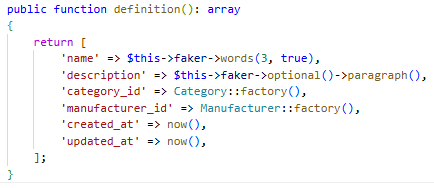 public function definition(): array
{
    return [
        'name' => $this->faker->words(3, true),
        'description' => $this->faker->optional()->paragraph(),
        'category_id' => Category::factory(),
        'manufacturer_id' => Manufacturer::factory(),
        'created_at' => now(),
        'updated_at' => now(),
    ];
}